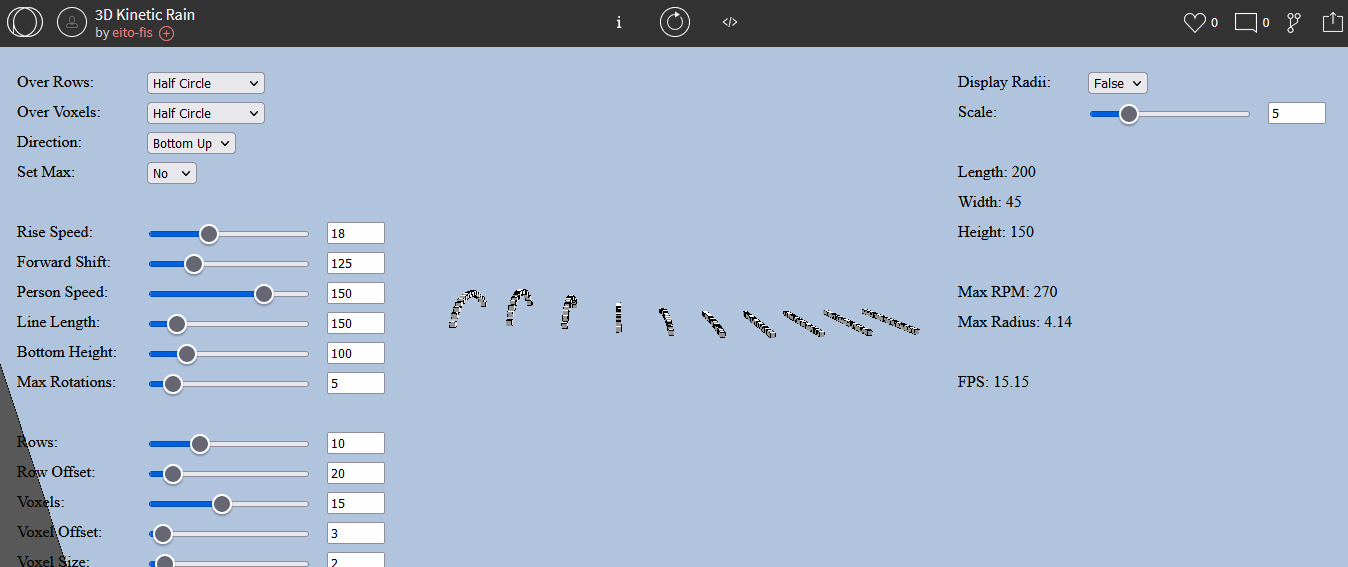 3D Kinetic Rain
by eito-fis
i
</>
0
0
Over Rows: Half Circle
Over Voxels: Half Circle
Direction: Bottom Up
Set Max: No
Rise Speed: 18
Forward Shift: 125
Person Speed: 150
Line Length: 150
Bottom Height: 100
Max Rotations: 5
Rows: 10
Row Offset: 20
Voxels: 15
Voxel Offset: 3
Voxel Size: 2
Display Radii: False
Scale: 5
Length: 200
Width: 45
Height: 150
Max RPM: 270
Max Radius: 4.14
FPS: 15.15